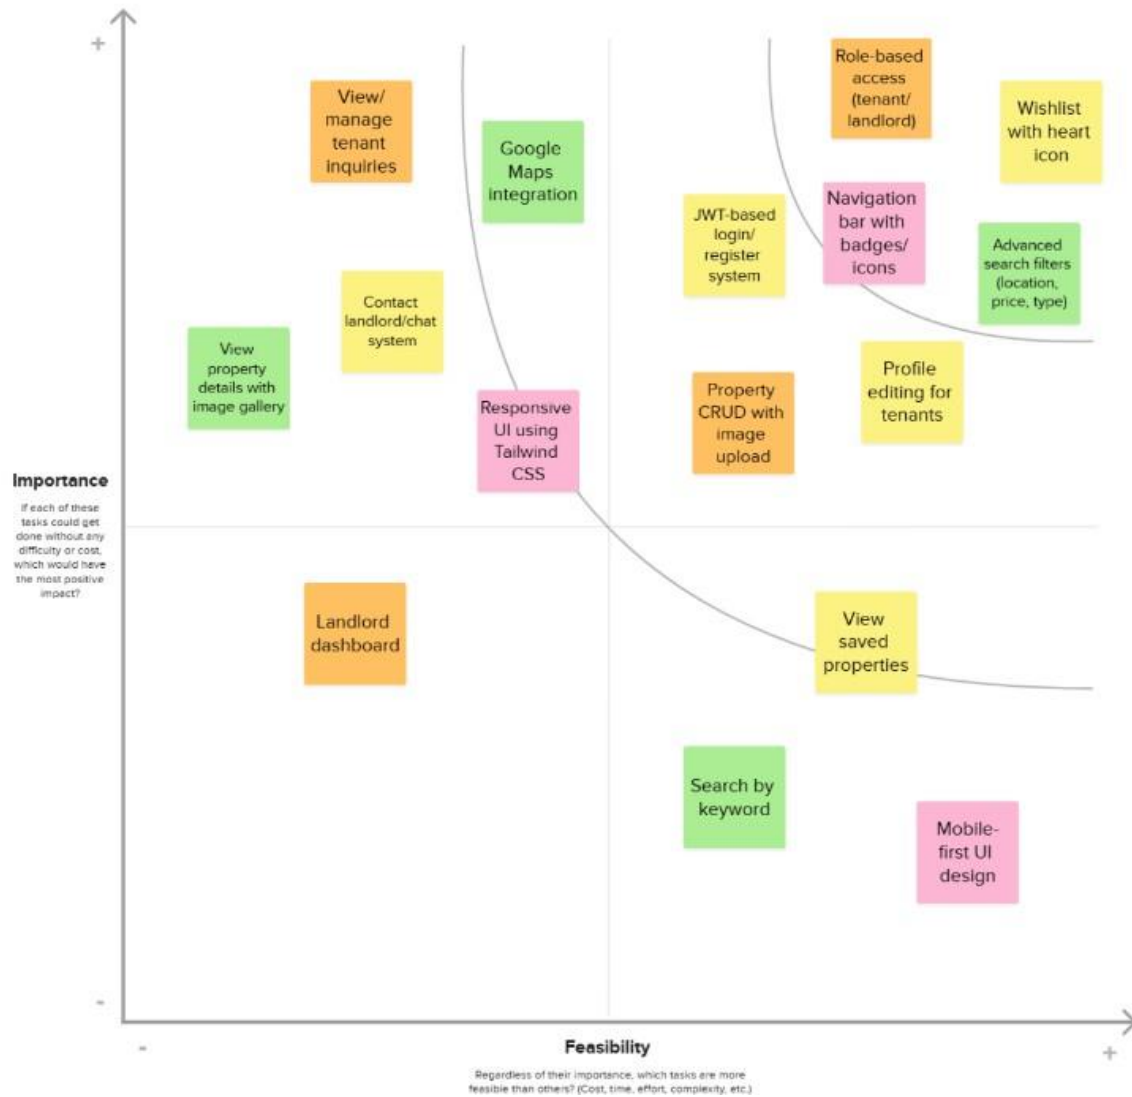 +
Role-based
access
(tenant/
landlord)
View/
manage
tenant
inquiries
Wishlist
with heart
icon
Google
Maps
integration
Navigation
bar with
badges/
icons
JWT-based
login/
register
system
Advanced
search filters
(location,
price, type)
Contact
landlord/chat
system
View
property
details with
image gallery
Profile
editing for
tenants
Property
CRUD with
image
upload
Responsive
UI using
Tailwind
CSS
Importance
If each of these
tasks could get
done without any
difficulty or cost,
which would have
the most positive
impact?
Landlord
dashboard
View
saved
properties
Search by
keyword
Mobile-
first UI
design
-
-
Feasibility
+
Regardless of their importance, which tasks are more
feasible than others? (Cost, time, effort, complexity, etc.)